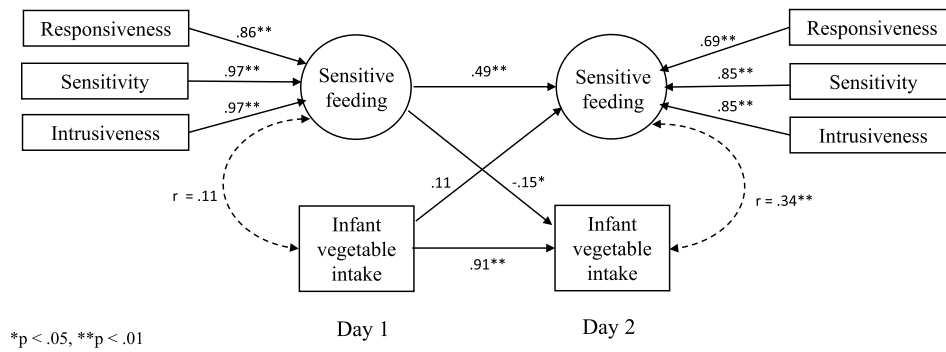 Responsiveness
.86**
Sensitivity
.97**
Intrusiveness
.97**
Sensitive
feeding
.49**
Sensitive
feeding
.69**
Responsiveness
.85**
Sensitivity
.85**
Intrusiveness
r = .11
.11
-.15*
r = .34**
Infant
vegetable
intake
.91**
Infant
vegetable
intake
Day 1
Day 2
*p < .05, **p < .01